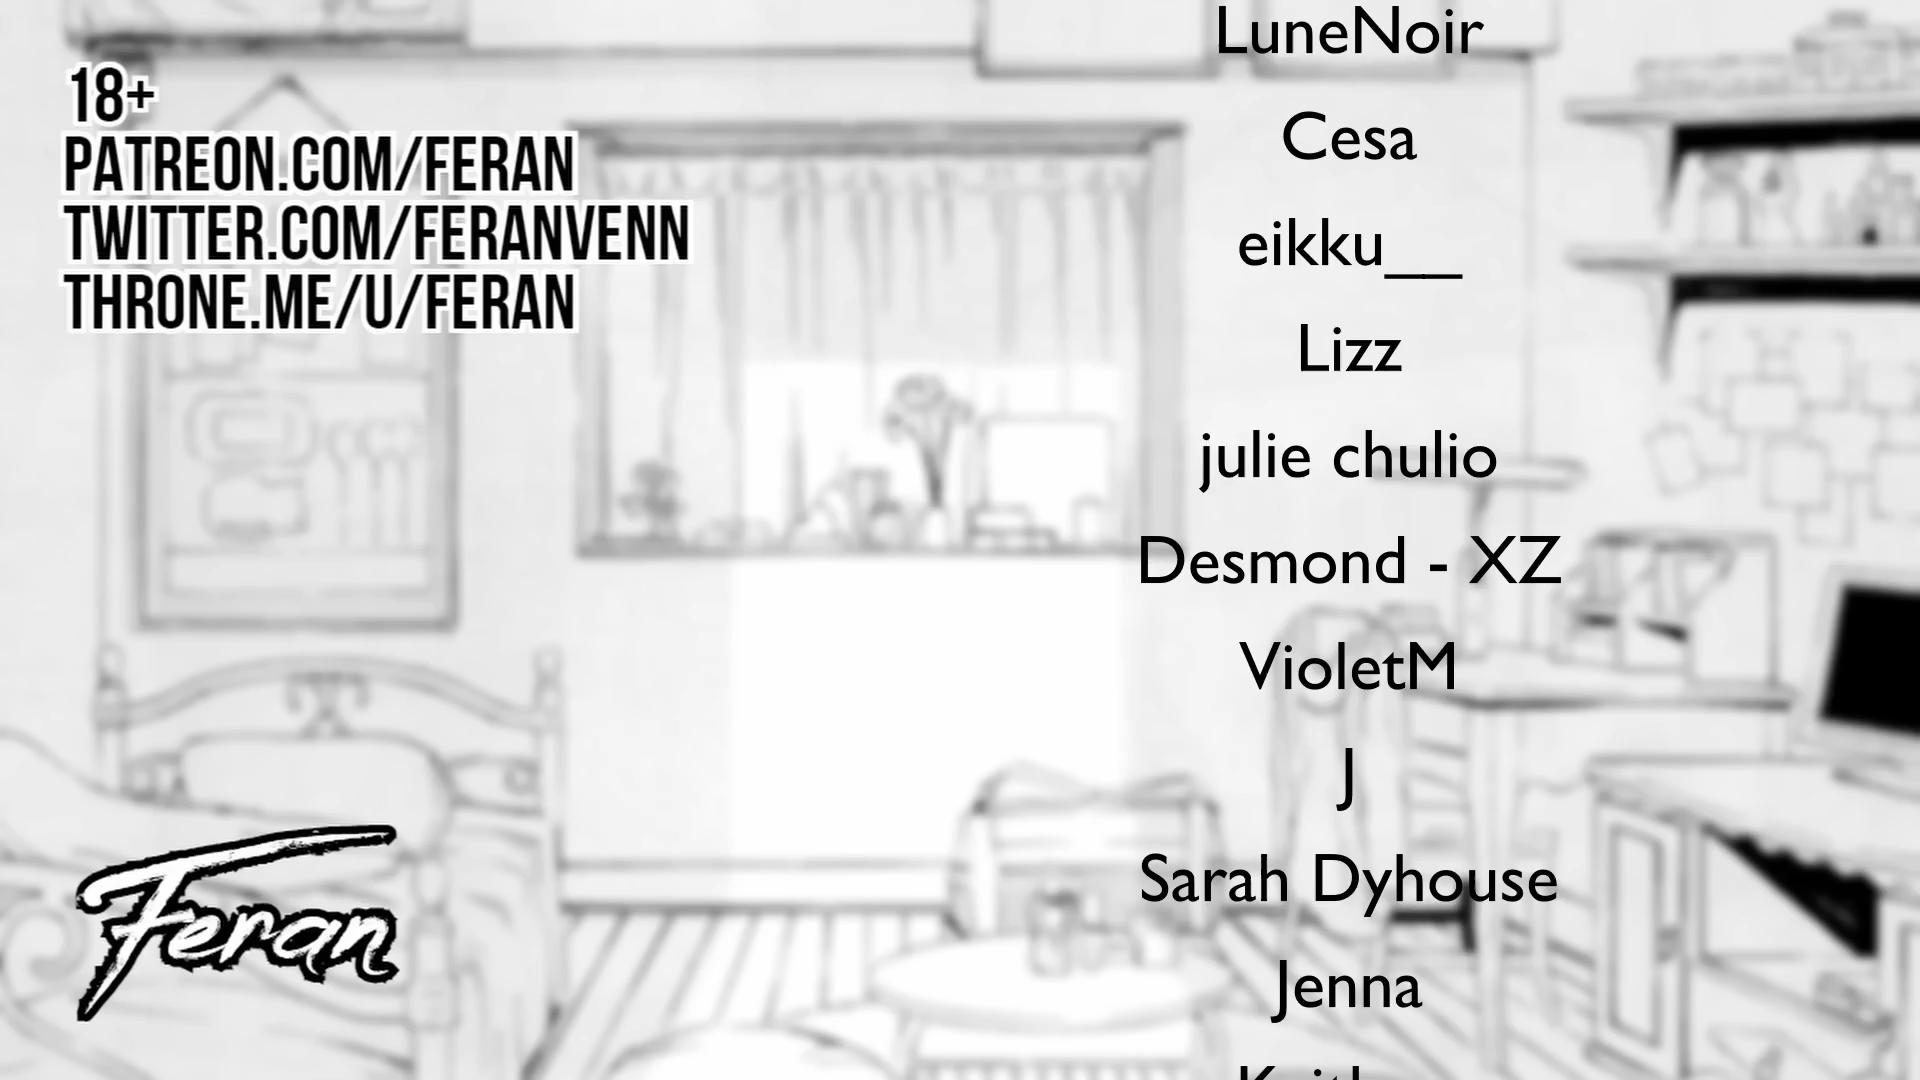 18+
PATREON.COM/FERAN
TWITTER.COM/FERANVENN
THRONE.ME/U/FERAN
Feran
LuneNoir
Cesa
eikku__
Lizz
julie chulio
Desmond - XZ
VioletM
J
Sarah Dyhouse
Jenna